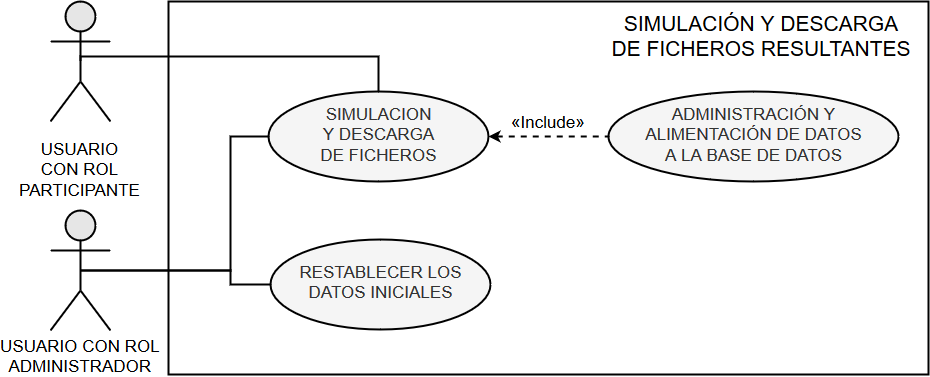 SIMULACIÓN Y DESCARGA
DE FICHEROS RESULTANTES
SIMULACION
Y DESCARGA
DE FICHEROS
«Include»
ADMINISTRACIÓN Y
ALIMENTACIÓN DE DATOS
A LA BASE DE DATOS
USUARIO
CON ROL
PARTICIPANTE
RESTABLECER LOS
DATOS INICIALES
USUARIO CON ROL
ADMINISTRADOR